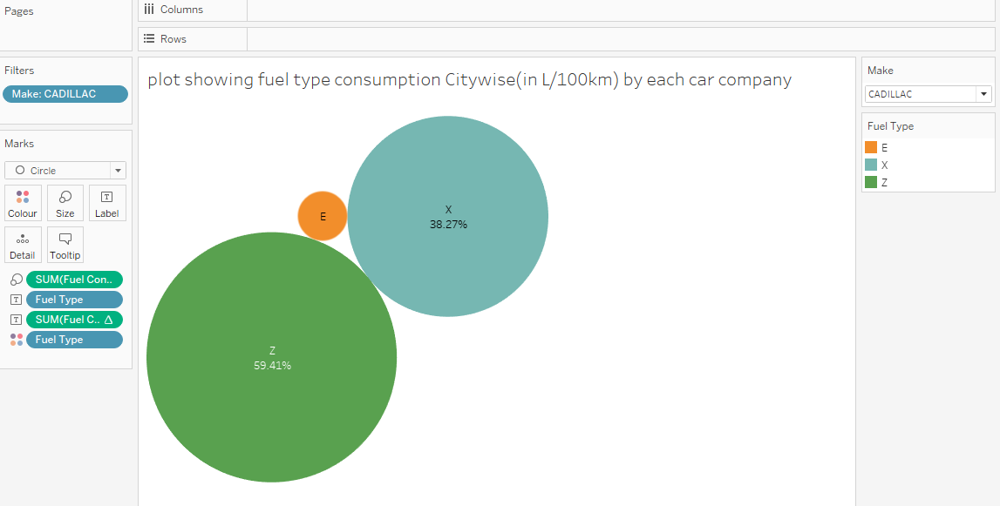 Pages
Columns
Rows
Filters
Make: CADILLAC
Marks
Circle
Colour
Size
Label
Detail
Tooltip
SUM(Fuel Con..
Fuel Type
SUM(Fuel C.. Δ
Fuel Type
plot showing fuel type consumption Citywise(in L/100km) by each car company
E
X
38.27%
Z
59.41%
Make
CADILLAC
Fuel Type
E
X
Z